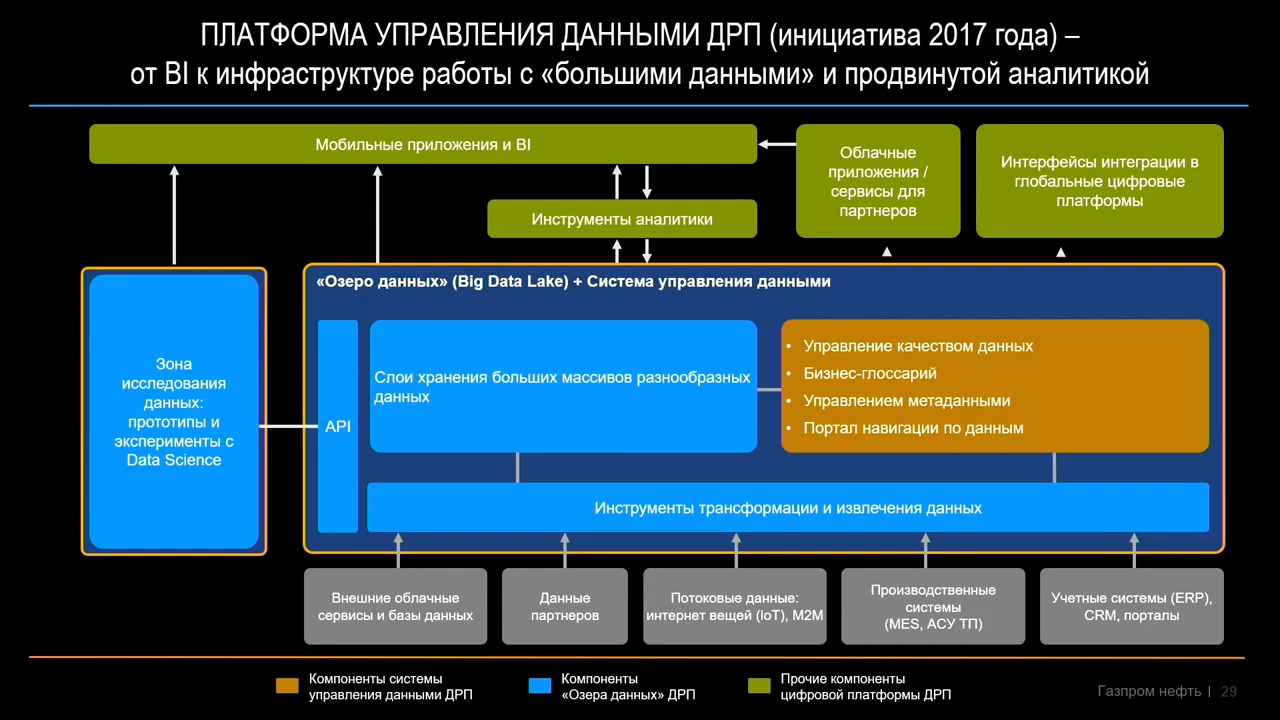 ПЛАТФОРМА УПРАВЛЕНИЯ ДАННЫМИ ДРП (инициатива 2017 года) –
от BI к инфраструктуре работы с «большими данными» и продвинутой аналитикой
Мобильные приложения и BI
Облачные
приложения /
сервисы для
партнеров
Интерфейсы интеграции в
глобальные цифровые
платформы
Инструменты аналитики
Зона
исследования
данных:
прототипы и
эксперименты с
Data Science
«Озеро данных» (Big Data Lake) + Система управления данными
API
Слои хранения больших массивов разнообразных
данных
• Управление качеством данных
• Бизнес-глоссарий
• Управлением метаданными
• Портал навигации по данным
Инструменты трансформации и извлечения данных
Внешние облачные
сервисы и базы данных
Данные
партнеров
Потоковые данные:
интернет вещей (IoT), M2M
Производственные
системы
(MES, АСУ ТП)
Учетные системы (ERP),
CRM, порталы
Компоненты системы
управления данными ДРП
Компоненты
«Озера данных» ДРП
Прочие компоненты
цифровой платформы ДРП
Газпром нефть | 29